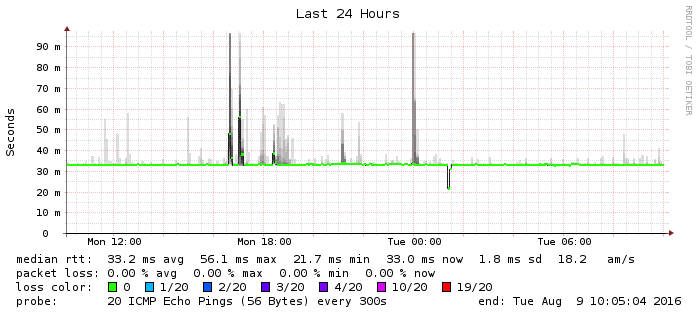 Last 24 Hours
RRDTOOL / TOBI OETIKER
Seconds
90 m
80 m
70 m
60 m
50 m
40 m
30 m
20 m
10 m
0
Mon 12:00 Mon 18:00 Tue 00:00 Tue 06:00
median rtt: 33.2 ms avg 56.1 ms max 21.7 ms min 33.0 ms now 1.8 ms sd 18.2 am/s
packet loss: 0.00 % avg 0.00 % max 0.00 % min 0.00 % now
loss color: 0 1/20 2/20 3/20 4/20 10/20 19/20
probe: 20 ICMP Echo Pings (56 Bytes) every 300s end: Tue Aug 9 10:05:04 2016